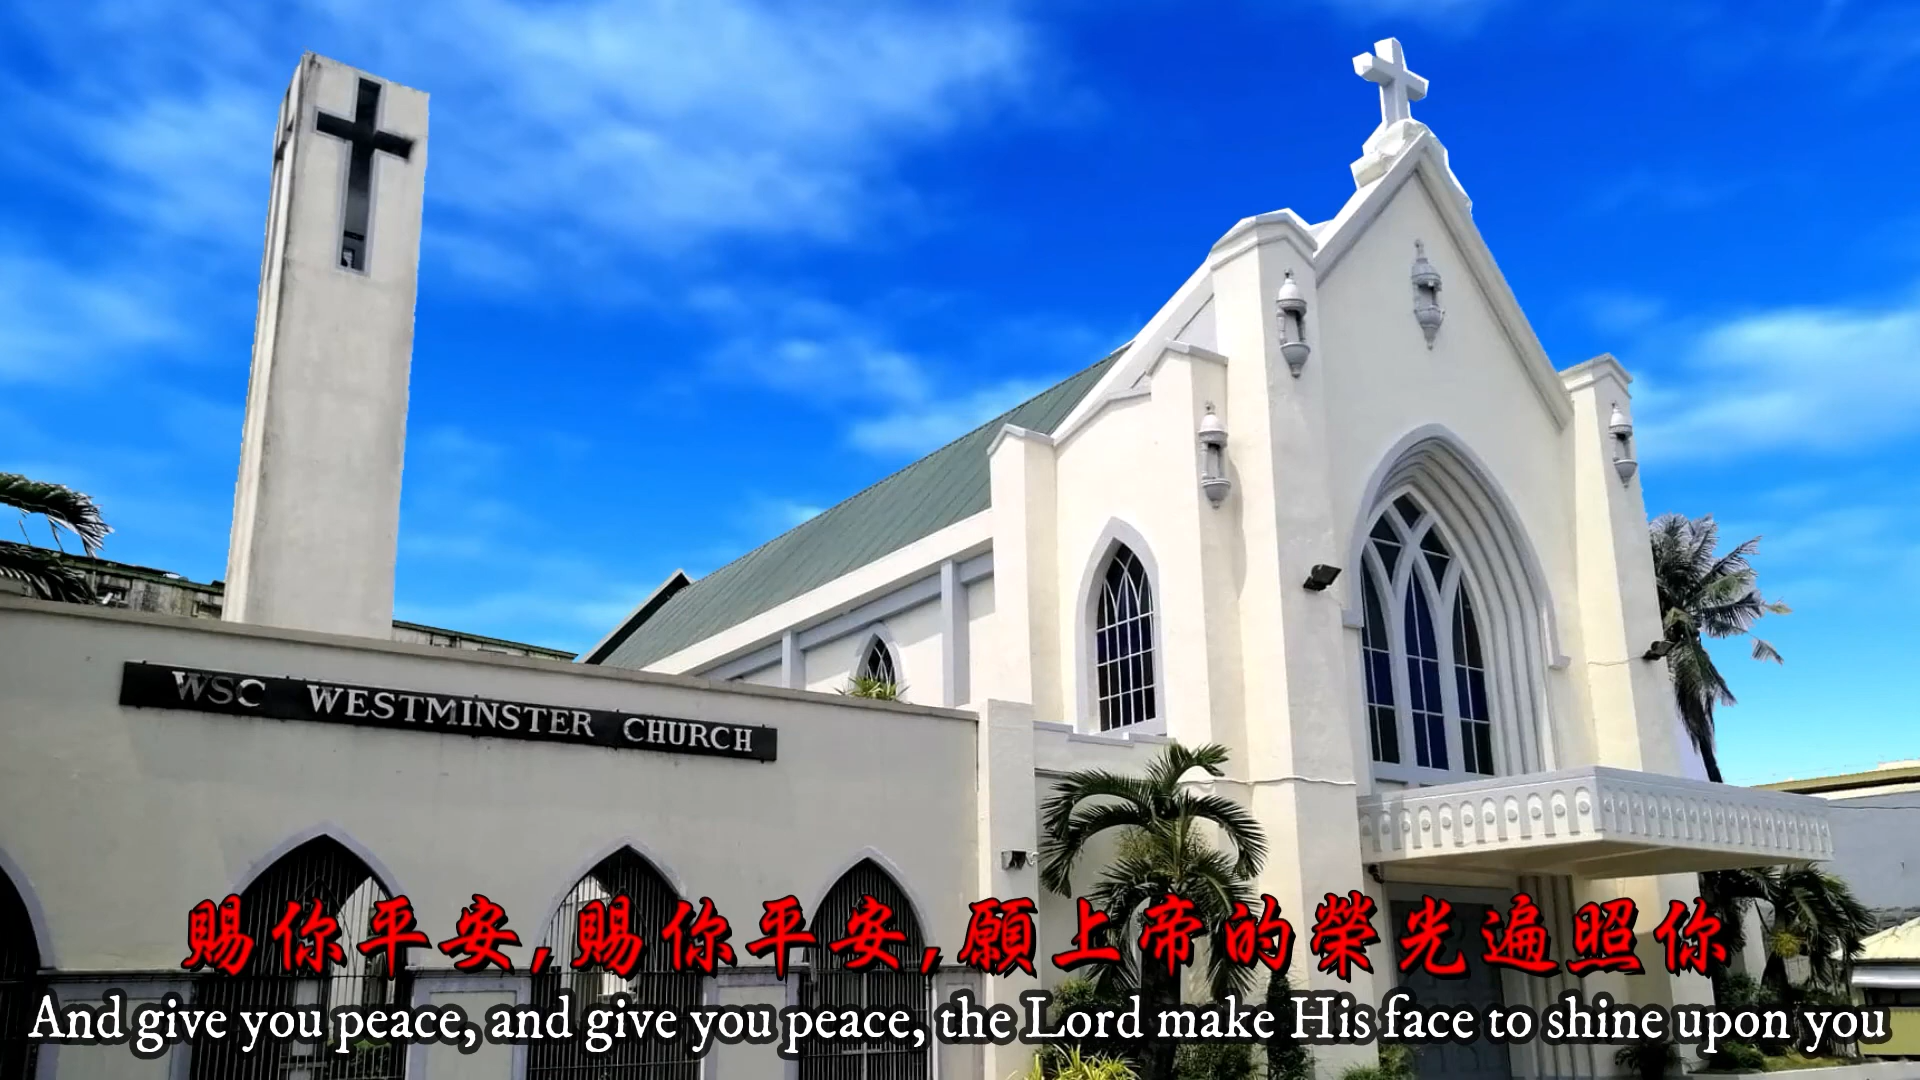 WSC WESTMINSTER CHURCH
賜你平安,賜你平安,願上帝的榮光遍照你
And give you peace, and give you peace, the Lord make His face to shine upon you